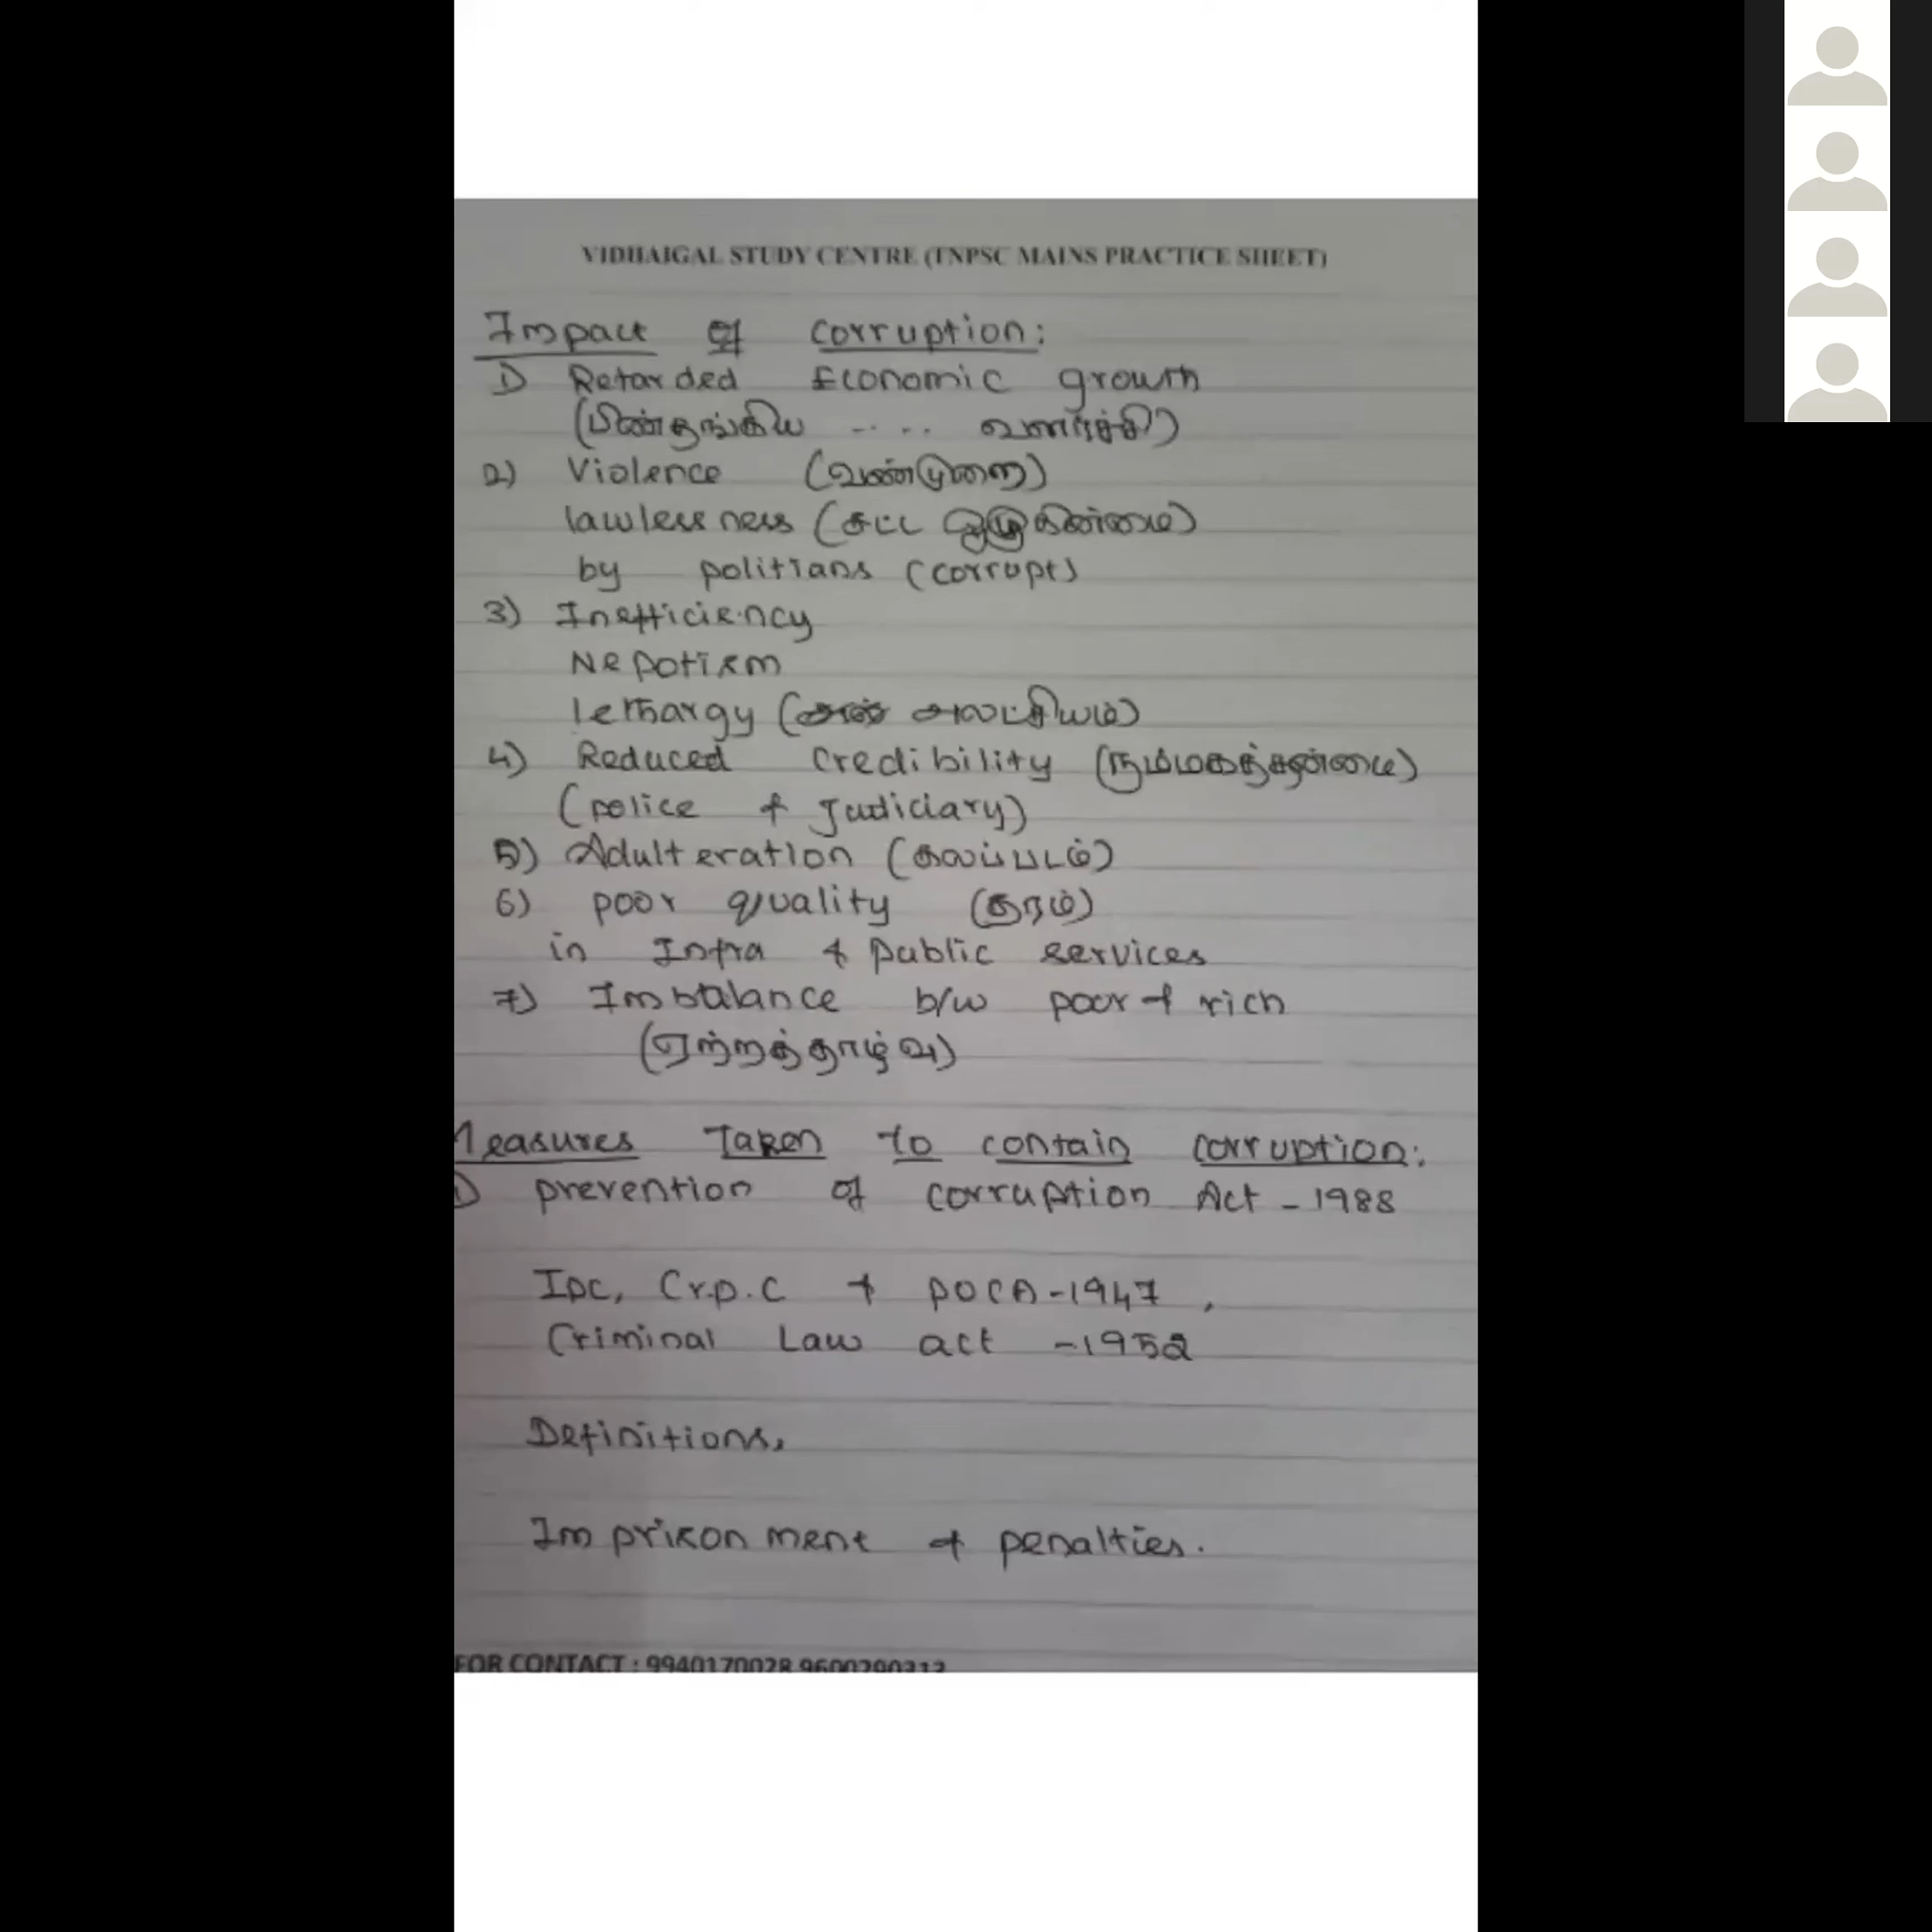 VIDHAIGAL STUDY CENTRE (TNPSC MAINS PRACTICE SHEET)
Impact of corruption:
1) Retarded Economic growth
(பின்தங்கிய .... வளர்ச்சி)
2) Violence (வன்முறை)
lawlessness (சட்ட ஒழுகின்மை)
by politians (corrupt)
3) Inefficiency
Nepotism
lethargy (அலட்சியம்)
4) Reduced credibility (நம்மகத்தன்மை)
(police & Judiciary)
5) Adulteration (கலப்படம்)
6) poor quality (தரம்)
in Infra & public services
7) Imbalance b/w poor & rich
(ஏற்றத்தாழ்வு)
Measures Taken to contain corruption:
1) prevention of corruption Act - 1988
Ipc, Cr.p.c & POCA-1947,
Criminal Law act -1952
Definitions,
Imprisonment & penalties.
FOR CONTACT : 9940170028 9600290313